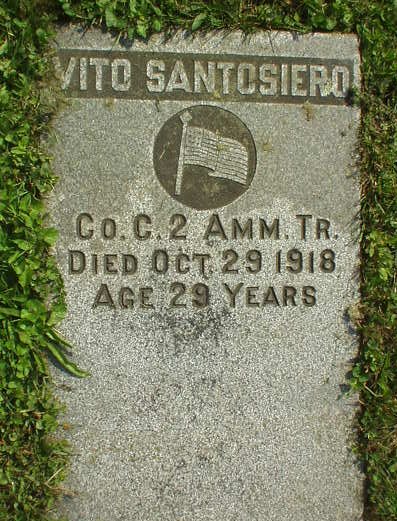 VITO SANTOSIERO
CO. C. 2 AMM. TR.
DIED OCT. 29 1918
AGE 29 YEARS